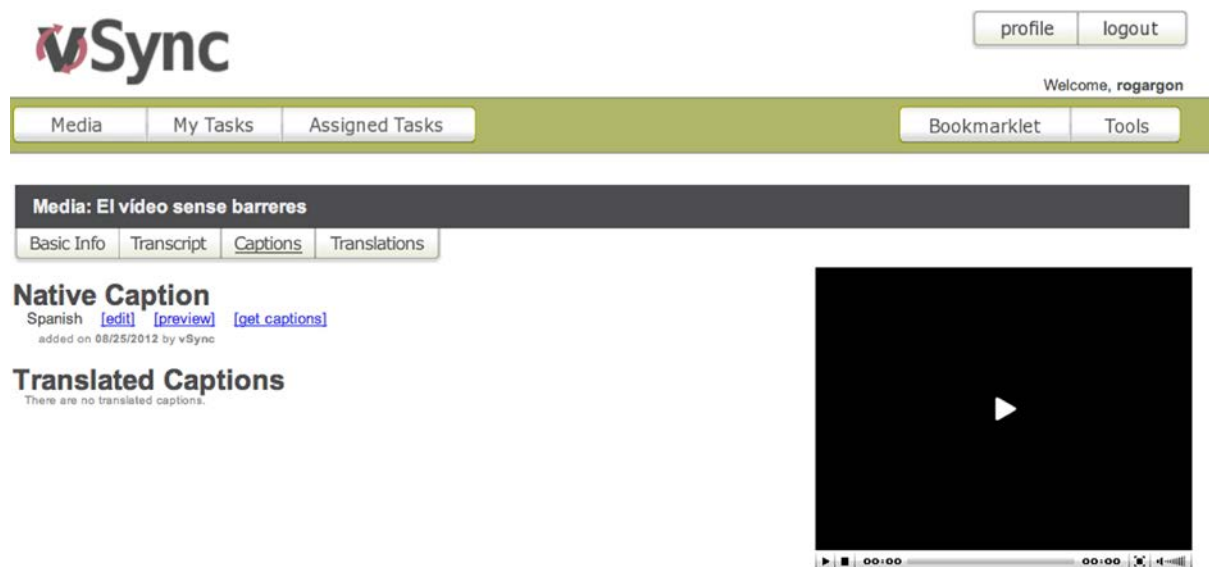 vSync
profile logout
Welcome, rogargon
Media My Tasks Assigned Tasks Bookmarklet Tools
Media: El vídeo sense barreres
Basic Info Transcript Captions Translations
Native Caption
Spanish [edit] [preview] [get captions]
added on 08/25/2012 by vSync
Translated Captions
There are no translated captions.
00:00 00:00